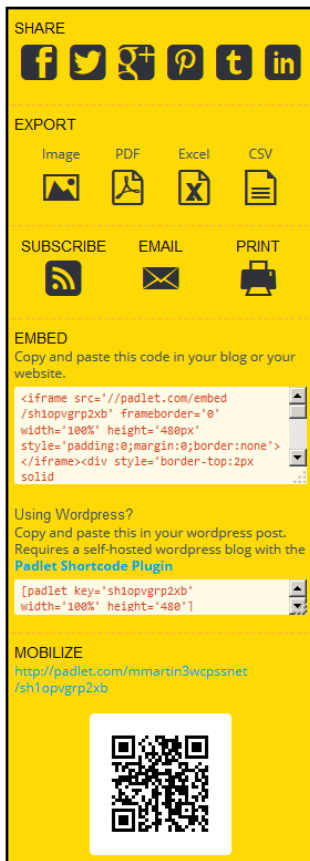 SHARE
EXPORT
Image PDF Excel CSV
SUBSCRIBE EMAIL PRINT
EMBED
Copy and paste this code in your blog or your
website.
<iframe src='//padlet.com/embed
/sh1opvgrp2xb' frameborder='0'
width='100%' height='480px'
style='padding:0;margin:0;border:none'>
</iframe><div style='border-top:2px
solid
Using Wordpress?
Copy and paste this in your wordpress post.
Requires a self-hosted wordpress blog with the
Padlet Shortcode Plugin
[padlet key='sh1opvgrp2xb'
width='100%' height='480']
MOBILIZE
http://padlet.com/mmartin3wcpssnet
/sh1opvgrp2xb